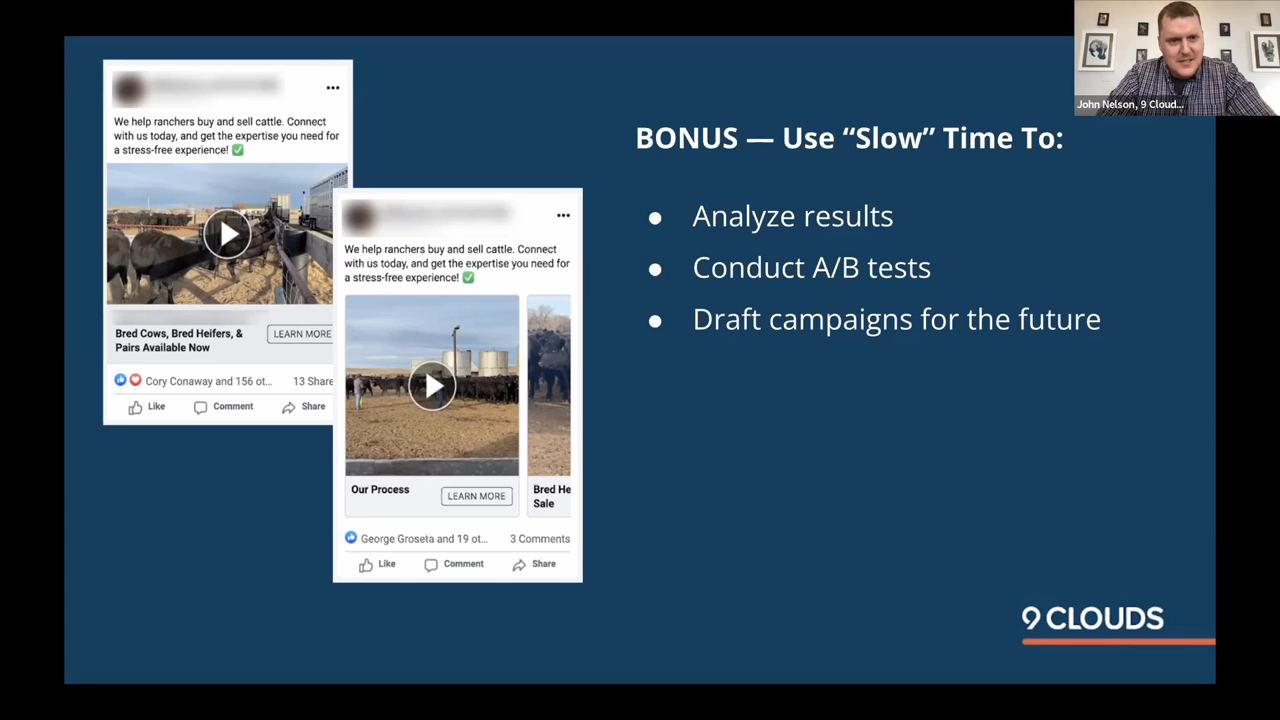 John Nelson, 9 Cloud...
BONUS — Use “Slow” Time To:
● Analyze results
● Conduct A/B tests
● Draft campaigns for the future
We help ranchers buy and sell cattle. Connect
with us today, and get the expertise you need for
a stress-free experience! ✅
Bred Cows, Bred Heifers, &
Pairs Available Now
LEARN MORE
Cory Conaway and 156 ot... 13 Share
Like Comment Share
We help ranchers buy and sell cattle. Connect
with us today, and get the expertise you need for
a stress-free experience! ✅
Our Process
LEARN MORE
Bred He
Sale
George Groseta and 19 ot... 3 Comments
Like Comment Share
9 CLOUDS